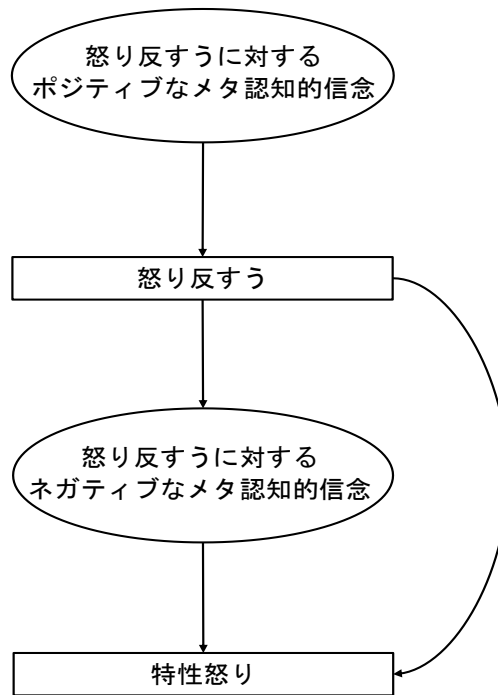 怒り反すうに対する
ポジティブなメタ認知的信念
怒り反すう
怒り反すうに対する
ネガティブなメタ認知的信念
特性怒り